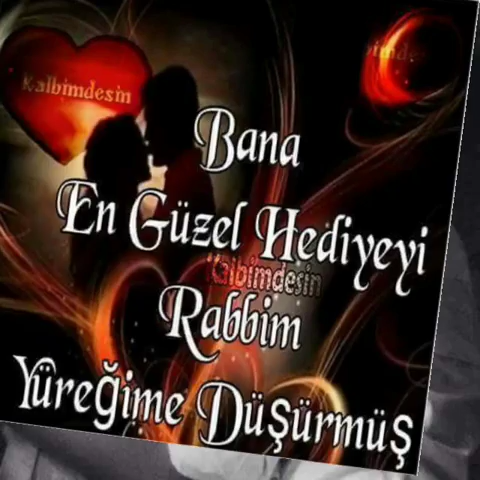 Kalbimdesin
Bana
En Güzel Hediyeyi
Kalbimdesin
Rabbim
Yüreğime Düşürmüş